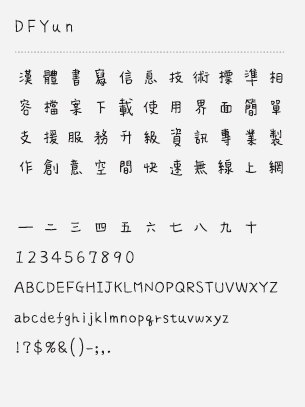 DFYun
漢體書寫信息技術標準相
容檔案下載使用界面簡單
支援服務升級資訊專業製
作創意空間快速無線上網
一二三四五六七八九十
1234567890
ABCDEFGHIJKLMNOPQRSTUVWXYZ
abcdefghijklmnopqrstuvwxyz
!?$%&()-;,.